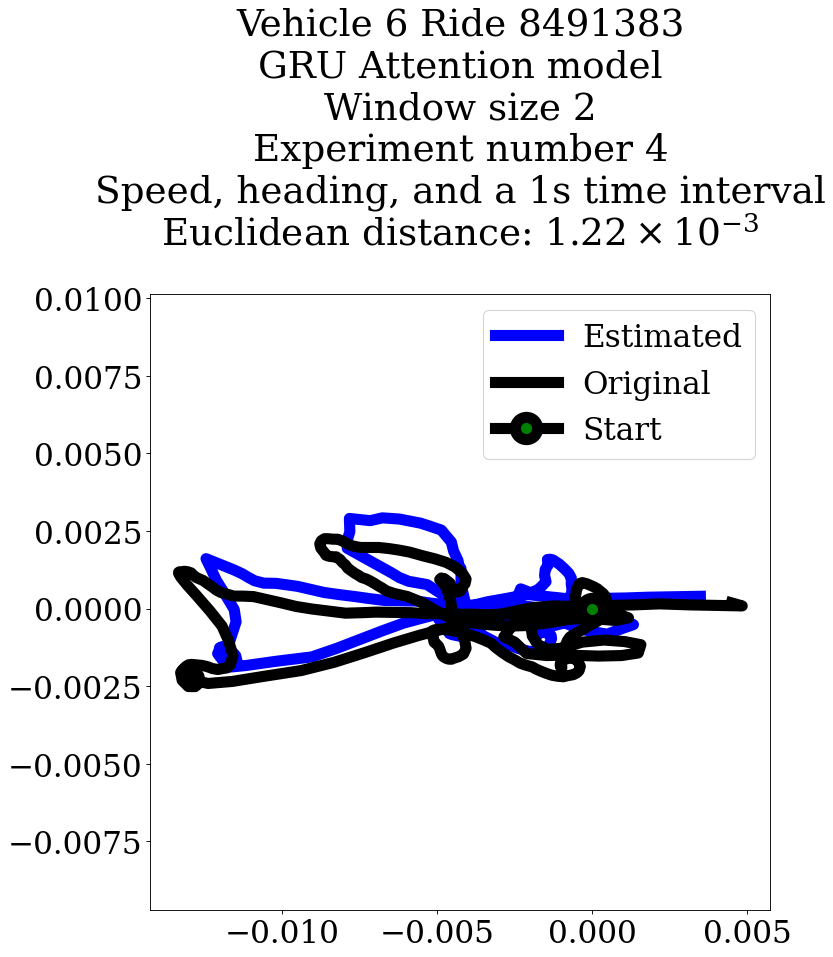 Vehicle 6 Ride 8491383
GRU Attention model
Window size 2
Experiment number 4
Speed, heading, and a 1s time interval
Euclidean distance: 1.22 × 10⁻³
0.0100
0.0075
0.0050
0.0025
0.0000
−0.0025
−0.0050
−0.0075
Estimated
Original
Start
−0.010 −0.005 0.000 0.005